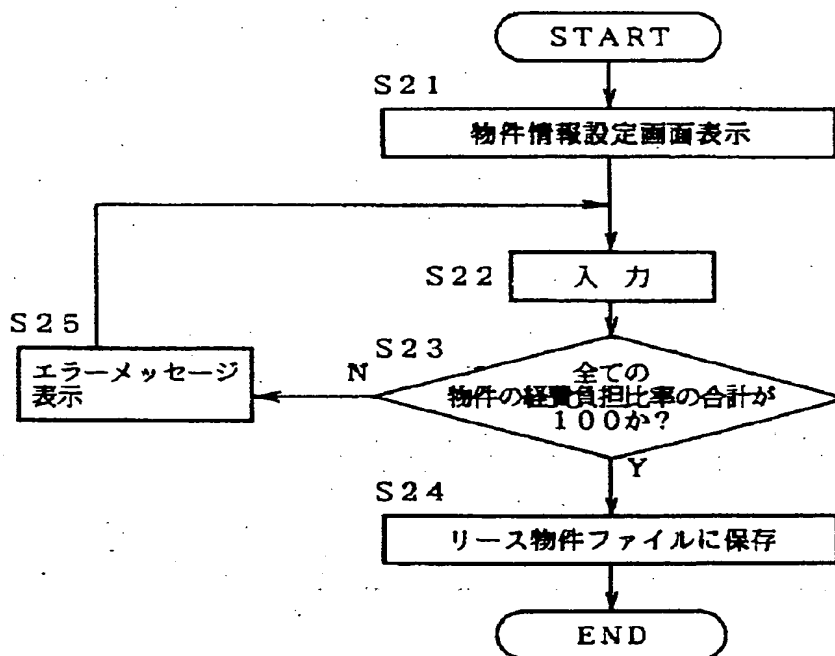 START
S21
物件情報設定画面表示
S22
入 力
S25
エラーメッセージ
表示
S23
N
全ての
物件の経費負担比率の合計が
100か?
Y
S24
リース物件ファイルに保存
END